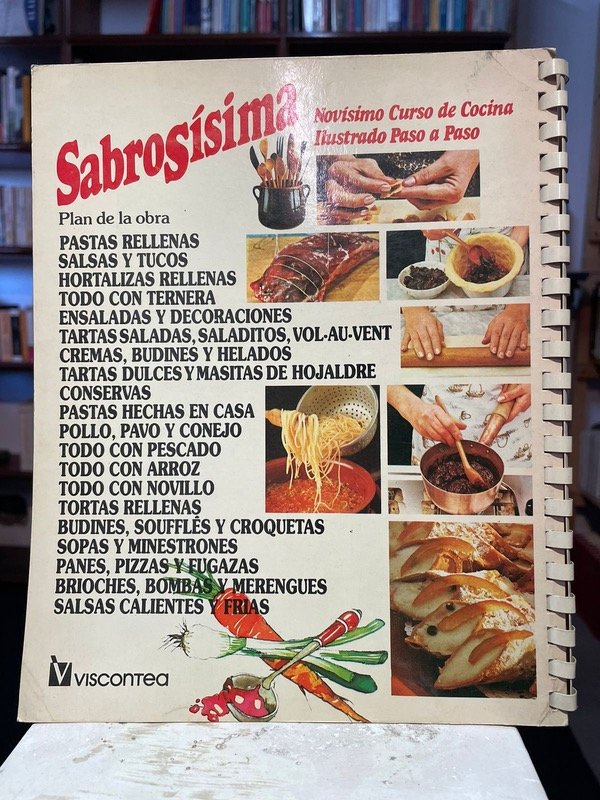 Sabrosísima
Novísimo Curso de Cocina
Ilustrado Paso a Paso
Plan de la obra
PASTAS RELLENAS
SALSAS Y TUCOS
HORTALIZAS RELLENAS
TODO CON TERNERA
ENSALADAS Y DECORACIONES
TARTAS SALADAS, SALADITOS, VOL-AU-VENT
CREMAS, BUDINES Y HELADOS
TARTAS DULCES Y MASITAS DE HOJALDRE
CONSERVAS
PASTAS HECHAS EN CASA
POLLO, PAVO Y CONEJO
TODO CON PESCADO
TODO CON ARROZ
TODO CON NOVILLO
TORTAS RELLENAS
BUDINES, SOUFFLÉS Y CROQUETAS
SOPAS Y MINESTRONES
PANES, PIZZAS Y FUGAZAS
BRIOCHES, BOMBAS Y MERENGUES
SALSAS CALIENTES Y FRIAS
VISCONTEA